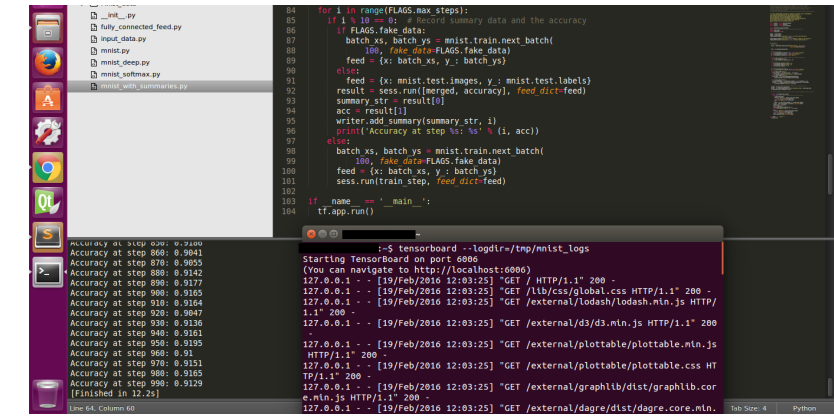 __init__.py
fully_connected_feed.py
input_data.py
mnist.py
mnist_deep.py
mnist_softmax.py
mnist_with_summaries.py
84 for i in range(FLAGS.max_steps):
85 if i % 10 == 0: # Record summary data and the accuracy
86 if FLAGS.fake_data:
87 batch_xs, batch_ys = mnist.train.next_batch(
88 100, fake_data=FLAGS.fake_data)
89 feed = {x: batch_xs, y_: batch_ys}
90 else:
91 feed = {x: mnist.test.images, y_: mnist.test.labels}
92 result = sess.run([merged, accuracy], feed_dict=feed)
93 summary_str = result[0]
94 acc = result[1]
95 writer.add_summary(summary_str, i)
96 print('Accuracy at step %s: %s' % (i, acc))
97 else:
98 batch_xs, batch_ys = mnist.train.next_batch(
99 100, fake_data=FLAGS.fake_data)
100 feed = {x: batch_xs, y_: batch_ys}
101 sess.run(train_step, feed_dict=feed)
102
103 if __name__ == '__main__':
104 tf.app.run()
Accuracy at step 850: 0.9180
Accuracy at step 860: 0.9041
Accuracy at step 870: 0.9055
Accuracy at step 880: 0.9142
Accuracy at step 890: 0.9177
Accuracy at step 900: 0.9165
Accuracy at step 910: 0.9164
Accuracy at step 920: 0.9047
Accuracy at step 930: 0.9136
Accuracy at step 940: 0.9161
Accuracy at step 950: 0.9195
Accuracy at step 960: 0.91
Accuracy at step 970: 0.9151
Accuracy at step 980: 0.9165
Accuracy at step 990: 0.9129
[Finished in 12.2s]
:~$ tensorboard --logdir=/tmp/mnist_logs
Starting TensorBoard on port 6006
(You can navigate to http://localhost:6006)
127.0.0.1 - - [19/Feb/2016 12:03:25] "GET / HTTP/1.1" 200 -
127.0.0.1 - - [19/Feb/2016 12:03:25] "GET /lib/css/global.css HTTP/1.1" 200 -
127.0.0.1 - - [19/Feb/2016 12:03:25] "GET /external/lodash/lodash.min.js HTTP/
1.1" 200 -
127.0.0.1 - - [19/Feb/2016 12:03:25] "GET /external/d3/d3.min.js HTTP/1.1" 200
-
127.0.0.1 - - [19/Feb/2016 12:03:25] "GET /external/plottable/plottable.min.js
HTTP/1.1" 200 -
127.0.0.1 - - [19/Feb/2016 12:03:25] "GET /external/plottable/plottable.css HT
TP/1.1" 200 -
127.0.0.1 - - [19/Feb/2016 12:03:25] "GET /external/graphlib/dist/graphlib.cor
e.min.js HTTP/1.1" 200 -
127.0.0.1 - - [19/Feb/2016 12:03:25] "GET /external/dagre/dist/dagre.core.min.
Line 64, Column 60
Tab Size: 4
Python